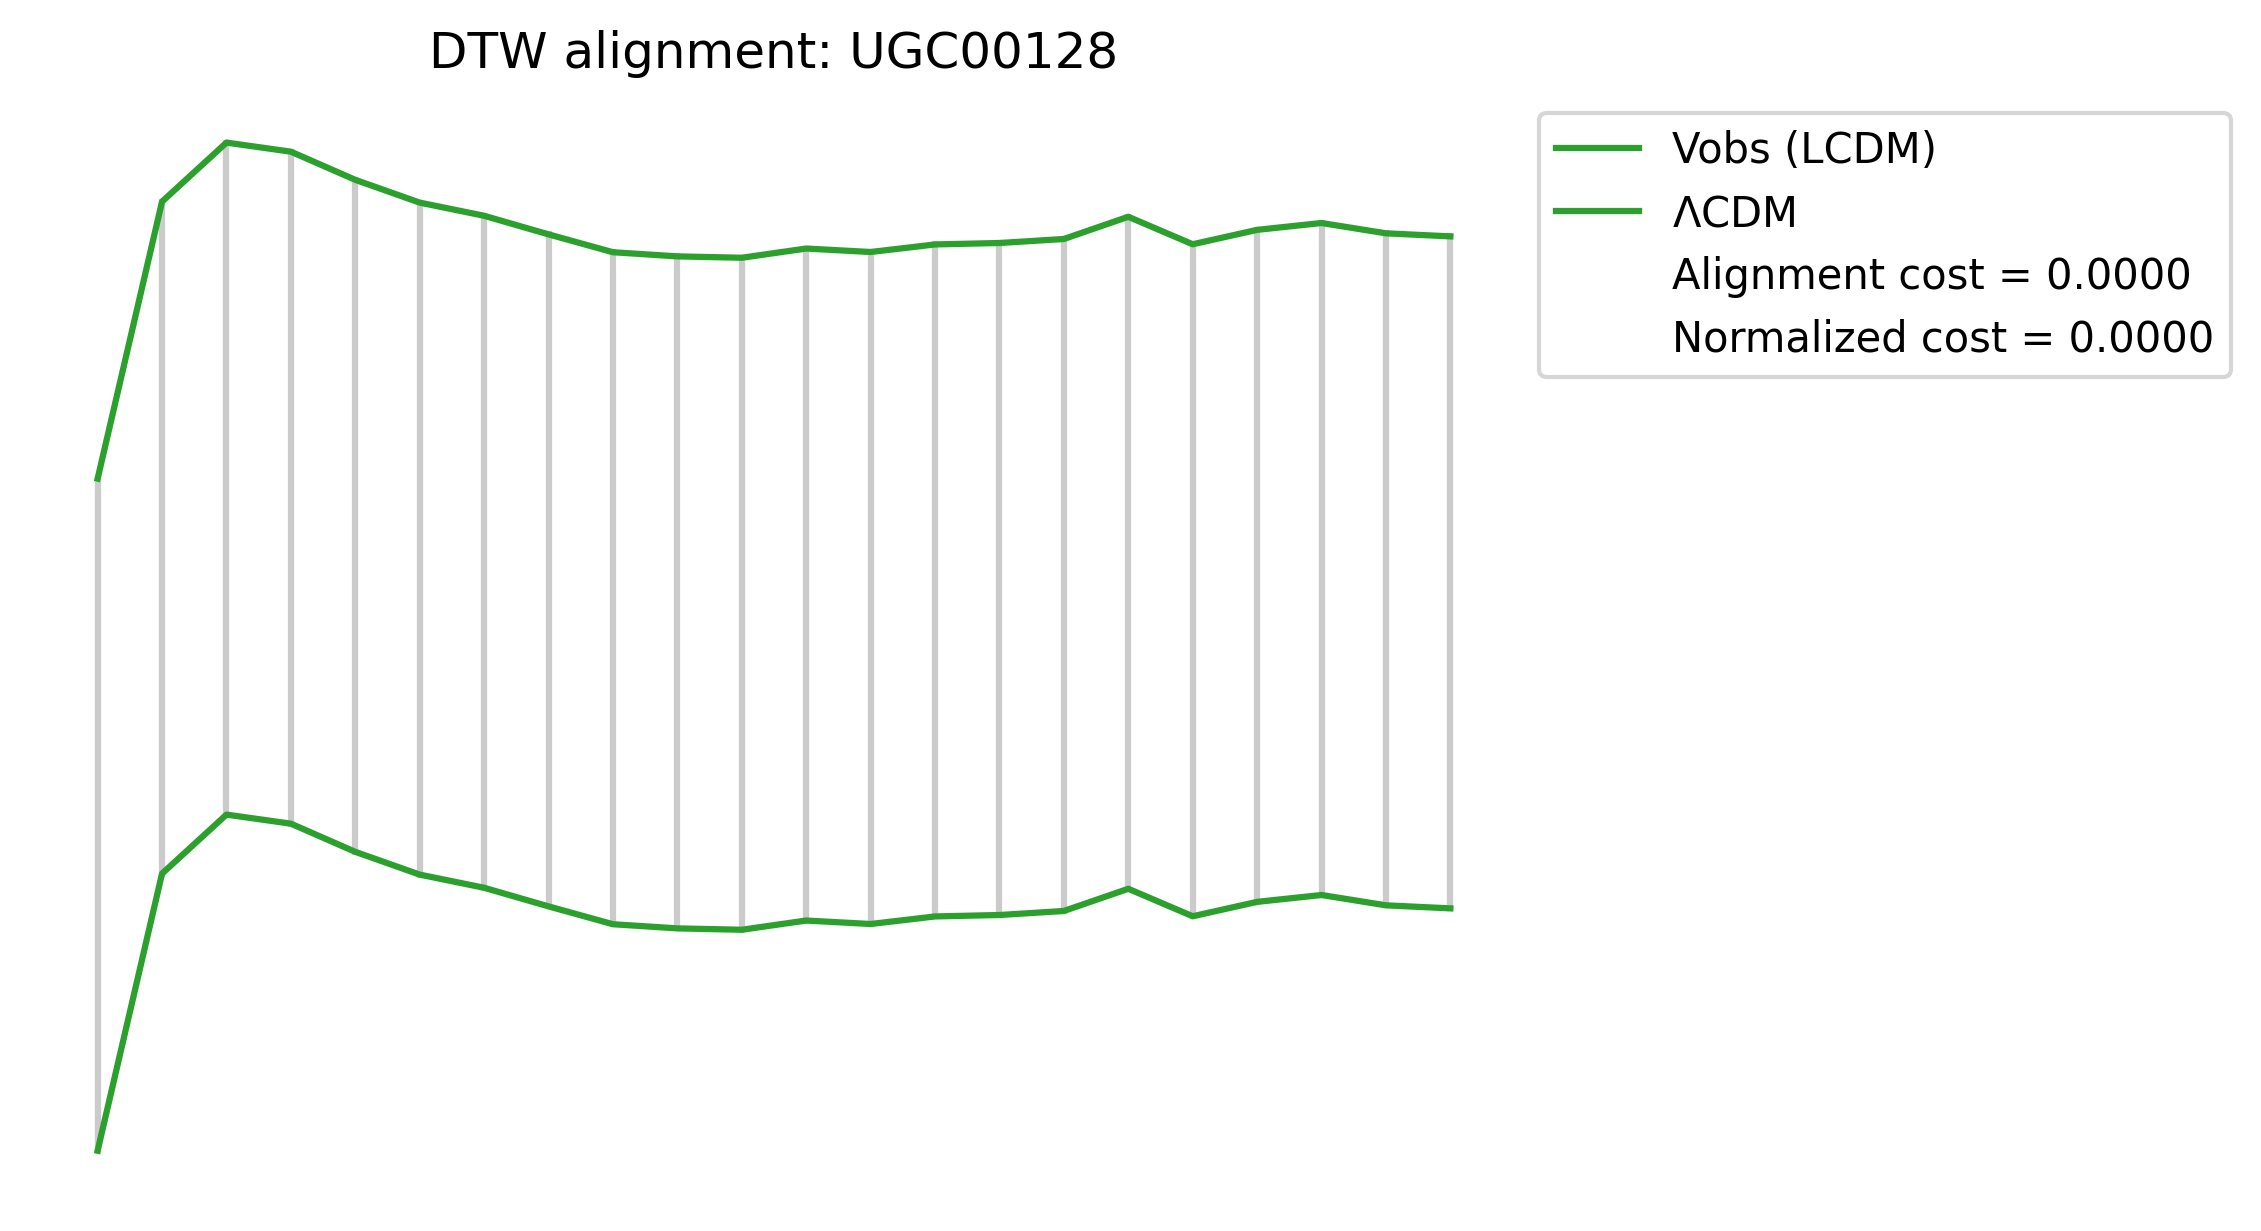 DTW alignment: UGC00128
Vobs (LCDM)
ΛCDM
Alignment cost = 0.0000
Normalized cost = 0.0000